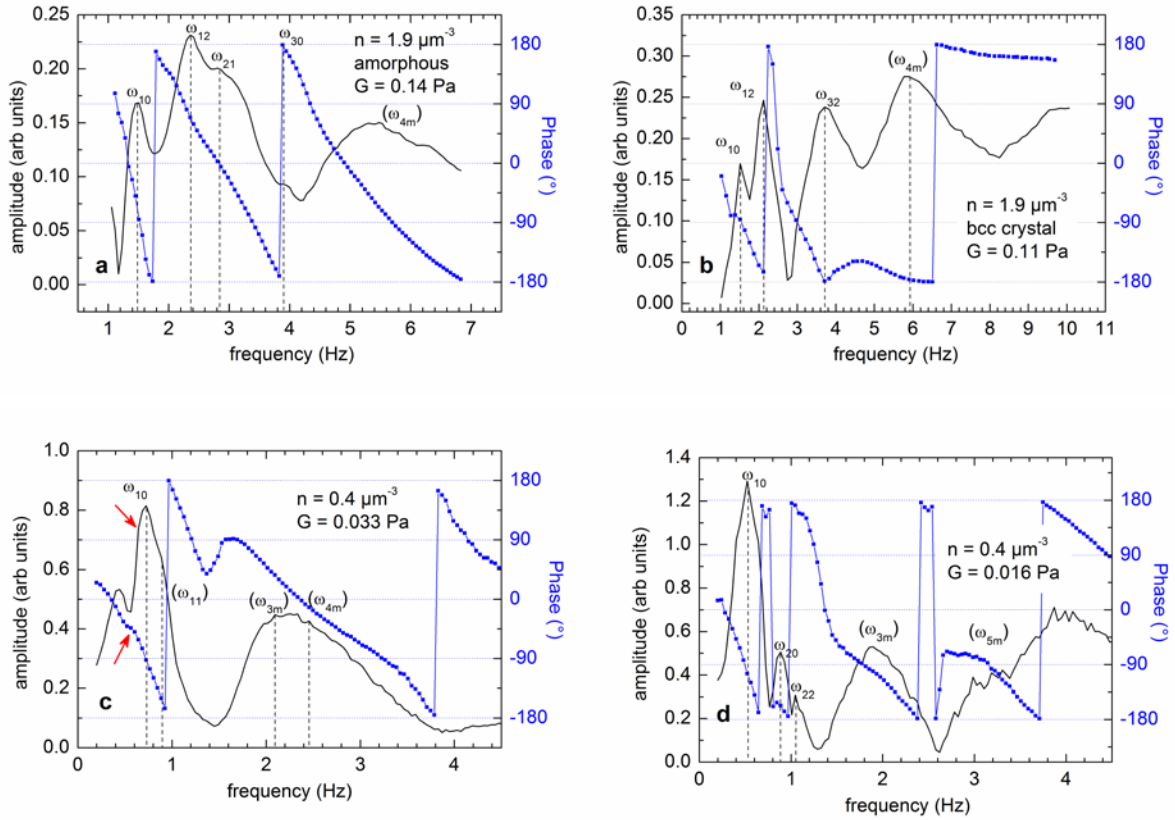 0.25
0.20
0.15
0.10
0.05
0.00
amplitude (arb units)
1 2 3 4 5 6 7
frequency (Hz)
180
90
0
-90
-180
Phase (°)
ω10
ω12
ω21
ω30
(ω4m)
n = 1.9 µm-3
amorphous
G = 0.14 Pa
a
0.35
0.30
0.25
0.20
0.15
0.10
0.05
0.00
amplitude (arb units)
0 1 2 3 4 5 6 7 8 9 10 11
frequency (Hz)
180
90
0
-90
-180
Phase (°)
ω10
ω12
ω32
(ω4m)
n = 1.9 µm-3
bcc crystal
G = 0.11 Pa
b
1.0
0.8
0.6
0.4
0.2
0.0
amplitude (arb units)
0 1 2 3 4
frequency (Hz)
180
90
0
-90
-180
Phase (°)
ω10
(ω11)
(ω3m)
(ω4m)
n = 0.4 µm-3
G = 0.033 Pa
c
1.4
1.2
1.0
0.8
0.6
0.4
0.2
0.0
amplitude (arb units)
0 1 2 3 4
frequency (Hz)
180
90
0
-90
-180
Phase (°)
ω10
ω20
ω22
(ω3m)
(ω5m)
n = 0.4 µm-3
G = 0.016 Pa
d